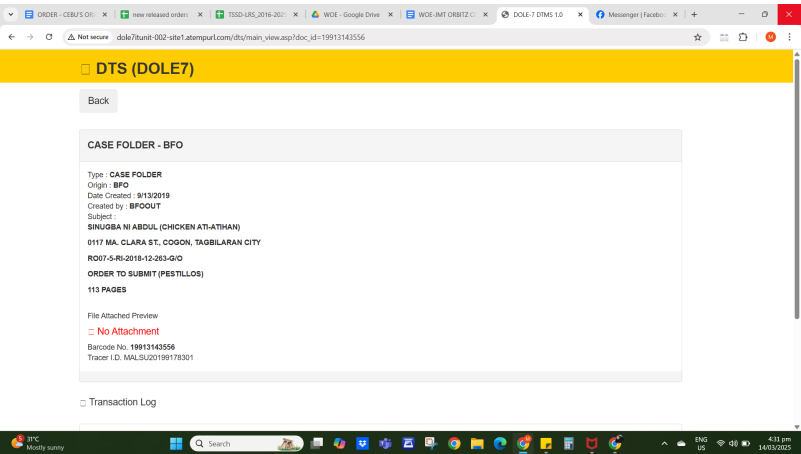 ORDER - CEBU'S ORI
new released orders
TSSD-LRS_2016-202
WOE - Google Drive
WOE-JMT ORBITZ C
DOLE-7 DTMS 1.0
Messenger | Faceboo
Not secure
dole7itunit-002-site1.atempurl.com/dts/main_view.asp?doc_id=19913143556
M
DTS (DOLE7)
Back
CASE FOLDER - BFO
Type : CASE FOLDER
Origin : BFO
Date Created : 9/13/2019
Created by : BFOOUT
Subject :
SINUGBA NI ABDUL (CHICKEN ATI-ATIHAN)
0117 MA. CLARA ST., COGON, TAGBILARAN CITY
RO07-5-RI-2018-12-263-G/O
ORDER TO SUBMIT (PESTILLOS)
113 PAGES
File Attached Preview
No Attachment
Barcode No. 19913143556
Tracer I.D. MALSU20199178301
Transaction Log
5
31°C
Mostly sunny
Search
ENG
US
4:31 pm
14/03/2025